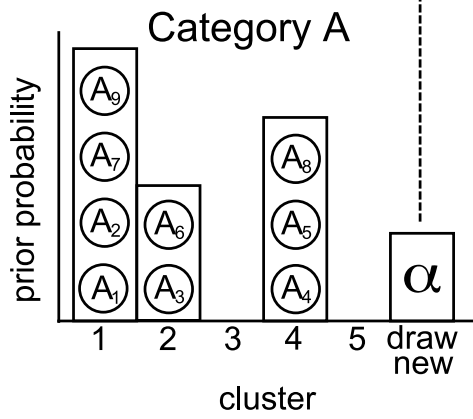 Category A
prior probability
A9
A7
A2
A1
A6
A3
A8
A5
A4
α
1 2 3 4 5 draw new
cluster